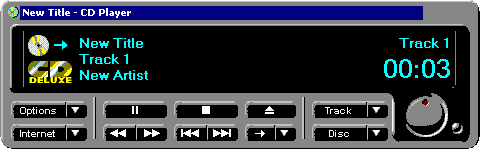 New Title - CD Player
New Title
Track 1
Track 1
00:03
CD
DELUXE
New Artist
Options
Track
Internet
Disc